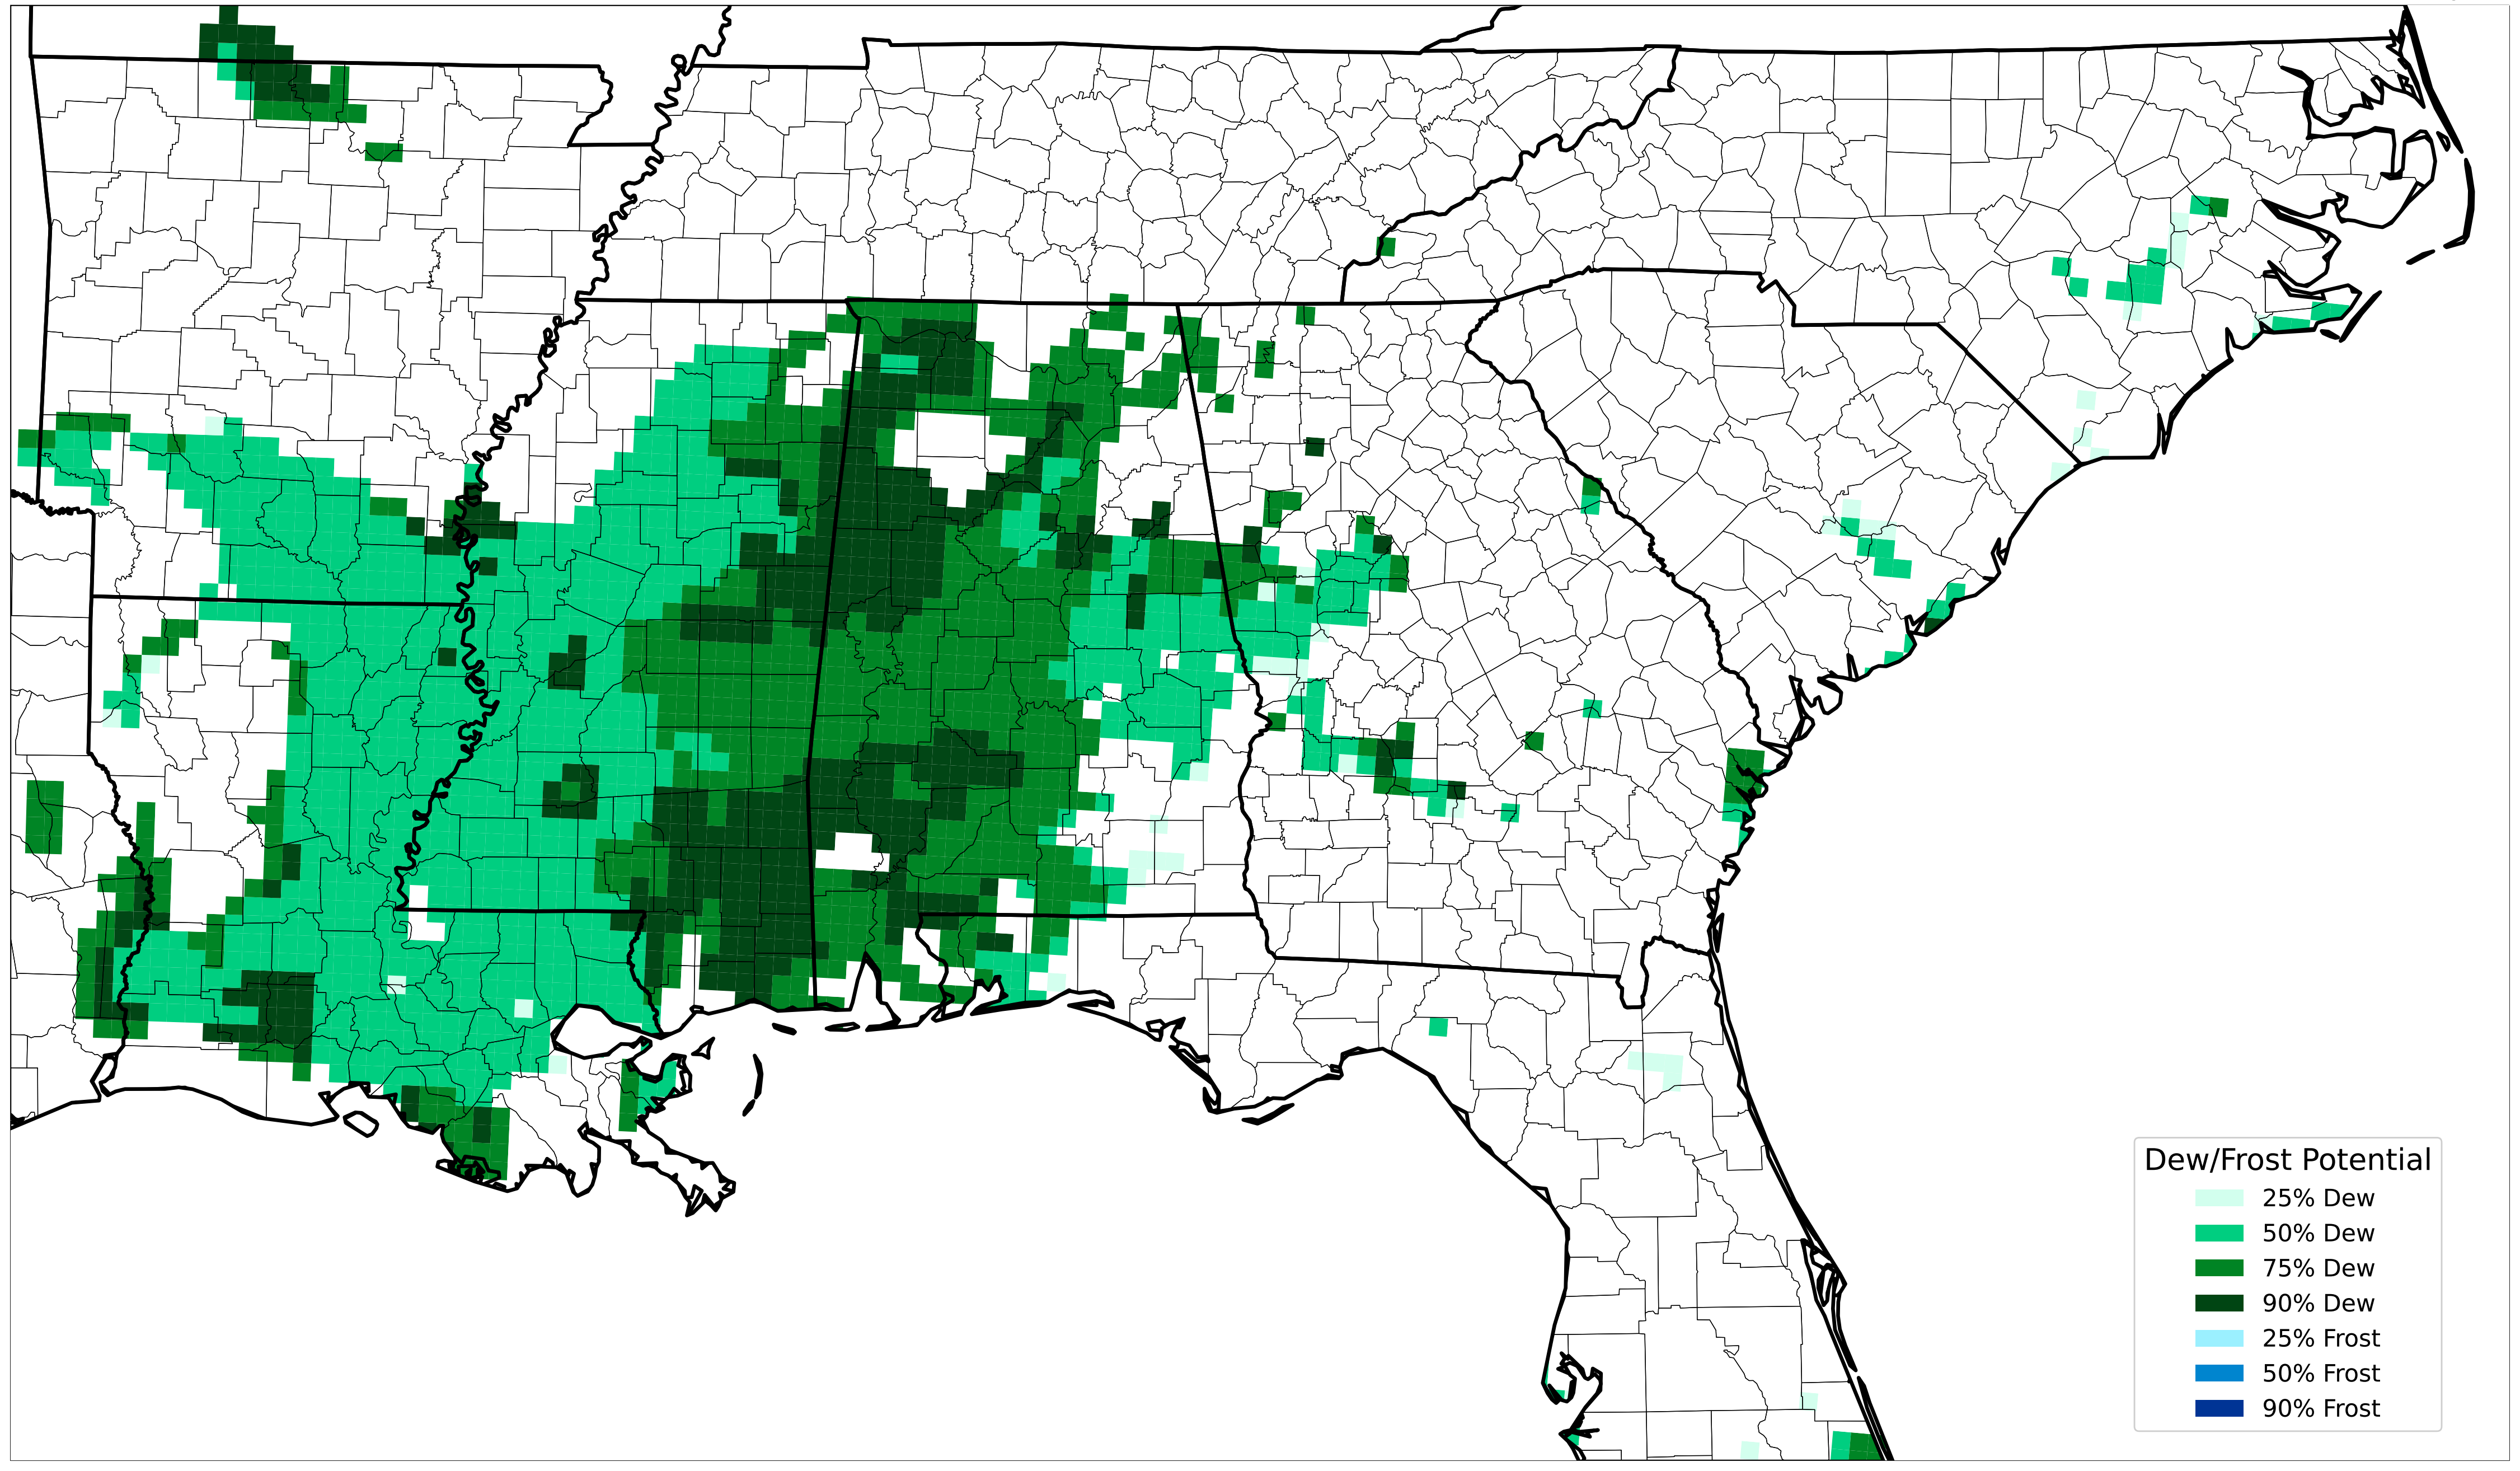 Dew/Frost Potential
25% Dew
50% Dew
75% Dew
90% Dew
25% Frost
50% Frost
90% Frost